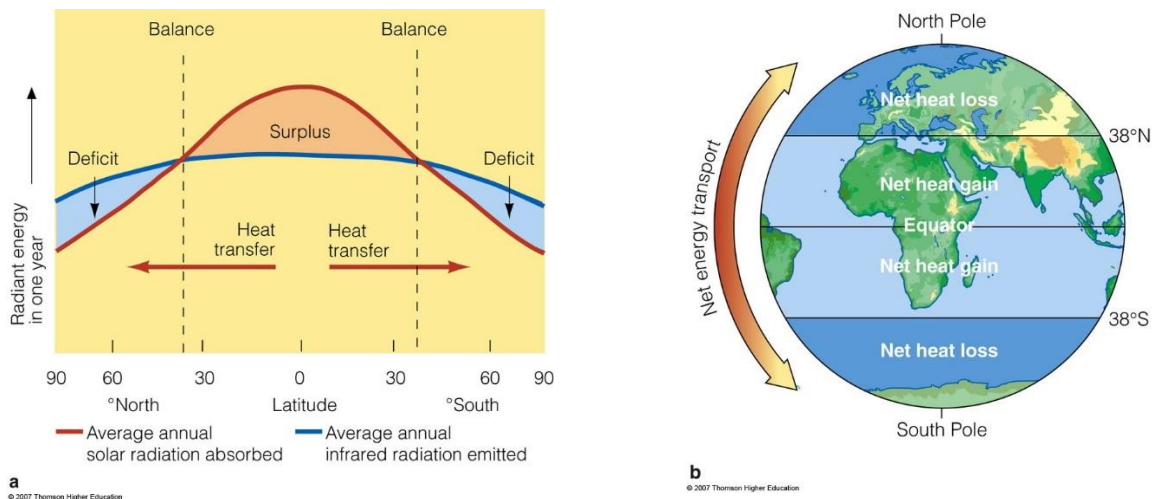 Balance
Balance
Surplus
Deficit
Deficit
Heat
transfer
Heat
transfer
Radiant energy
in one year
90 60 30 0 30 60 90
°North Latitude °South
Average annual
solar radiation absorbed
Average annual
infrared radiation emitted
a
© 2007 Thomson Higher Education
North Pole
Net heat loss
38°N
Net heat gain
Equator
Net heat gain
38°S
Net heat loss
South Pole
Net energy transport
b
© 2007 Thomson Higher Education